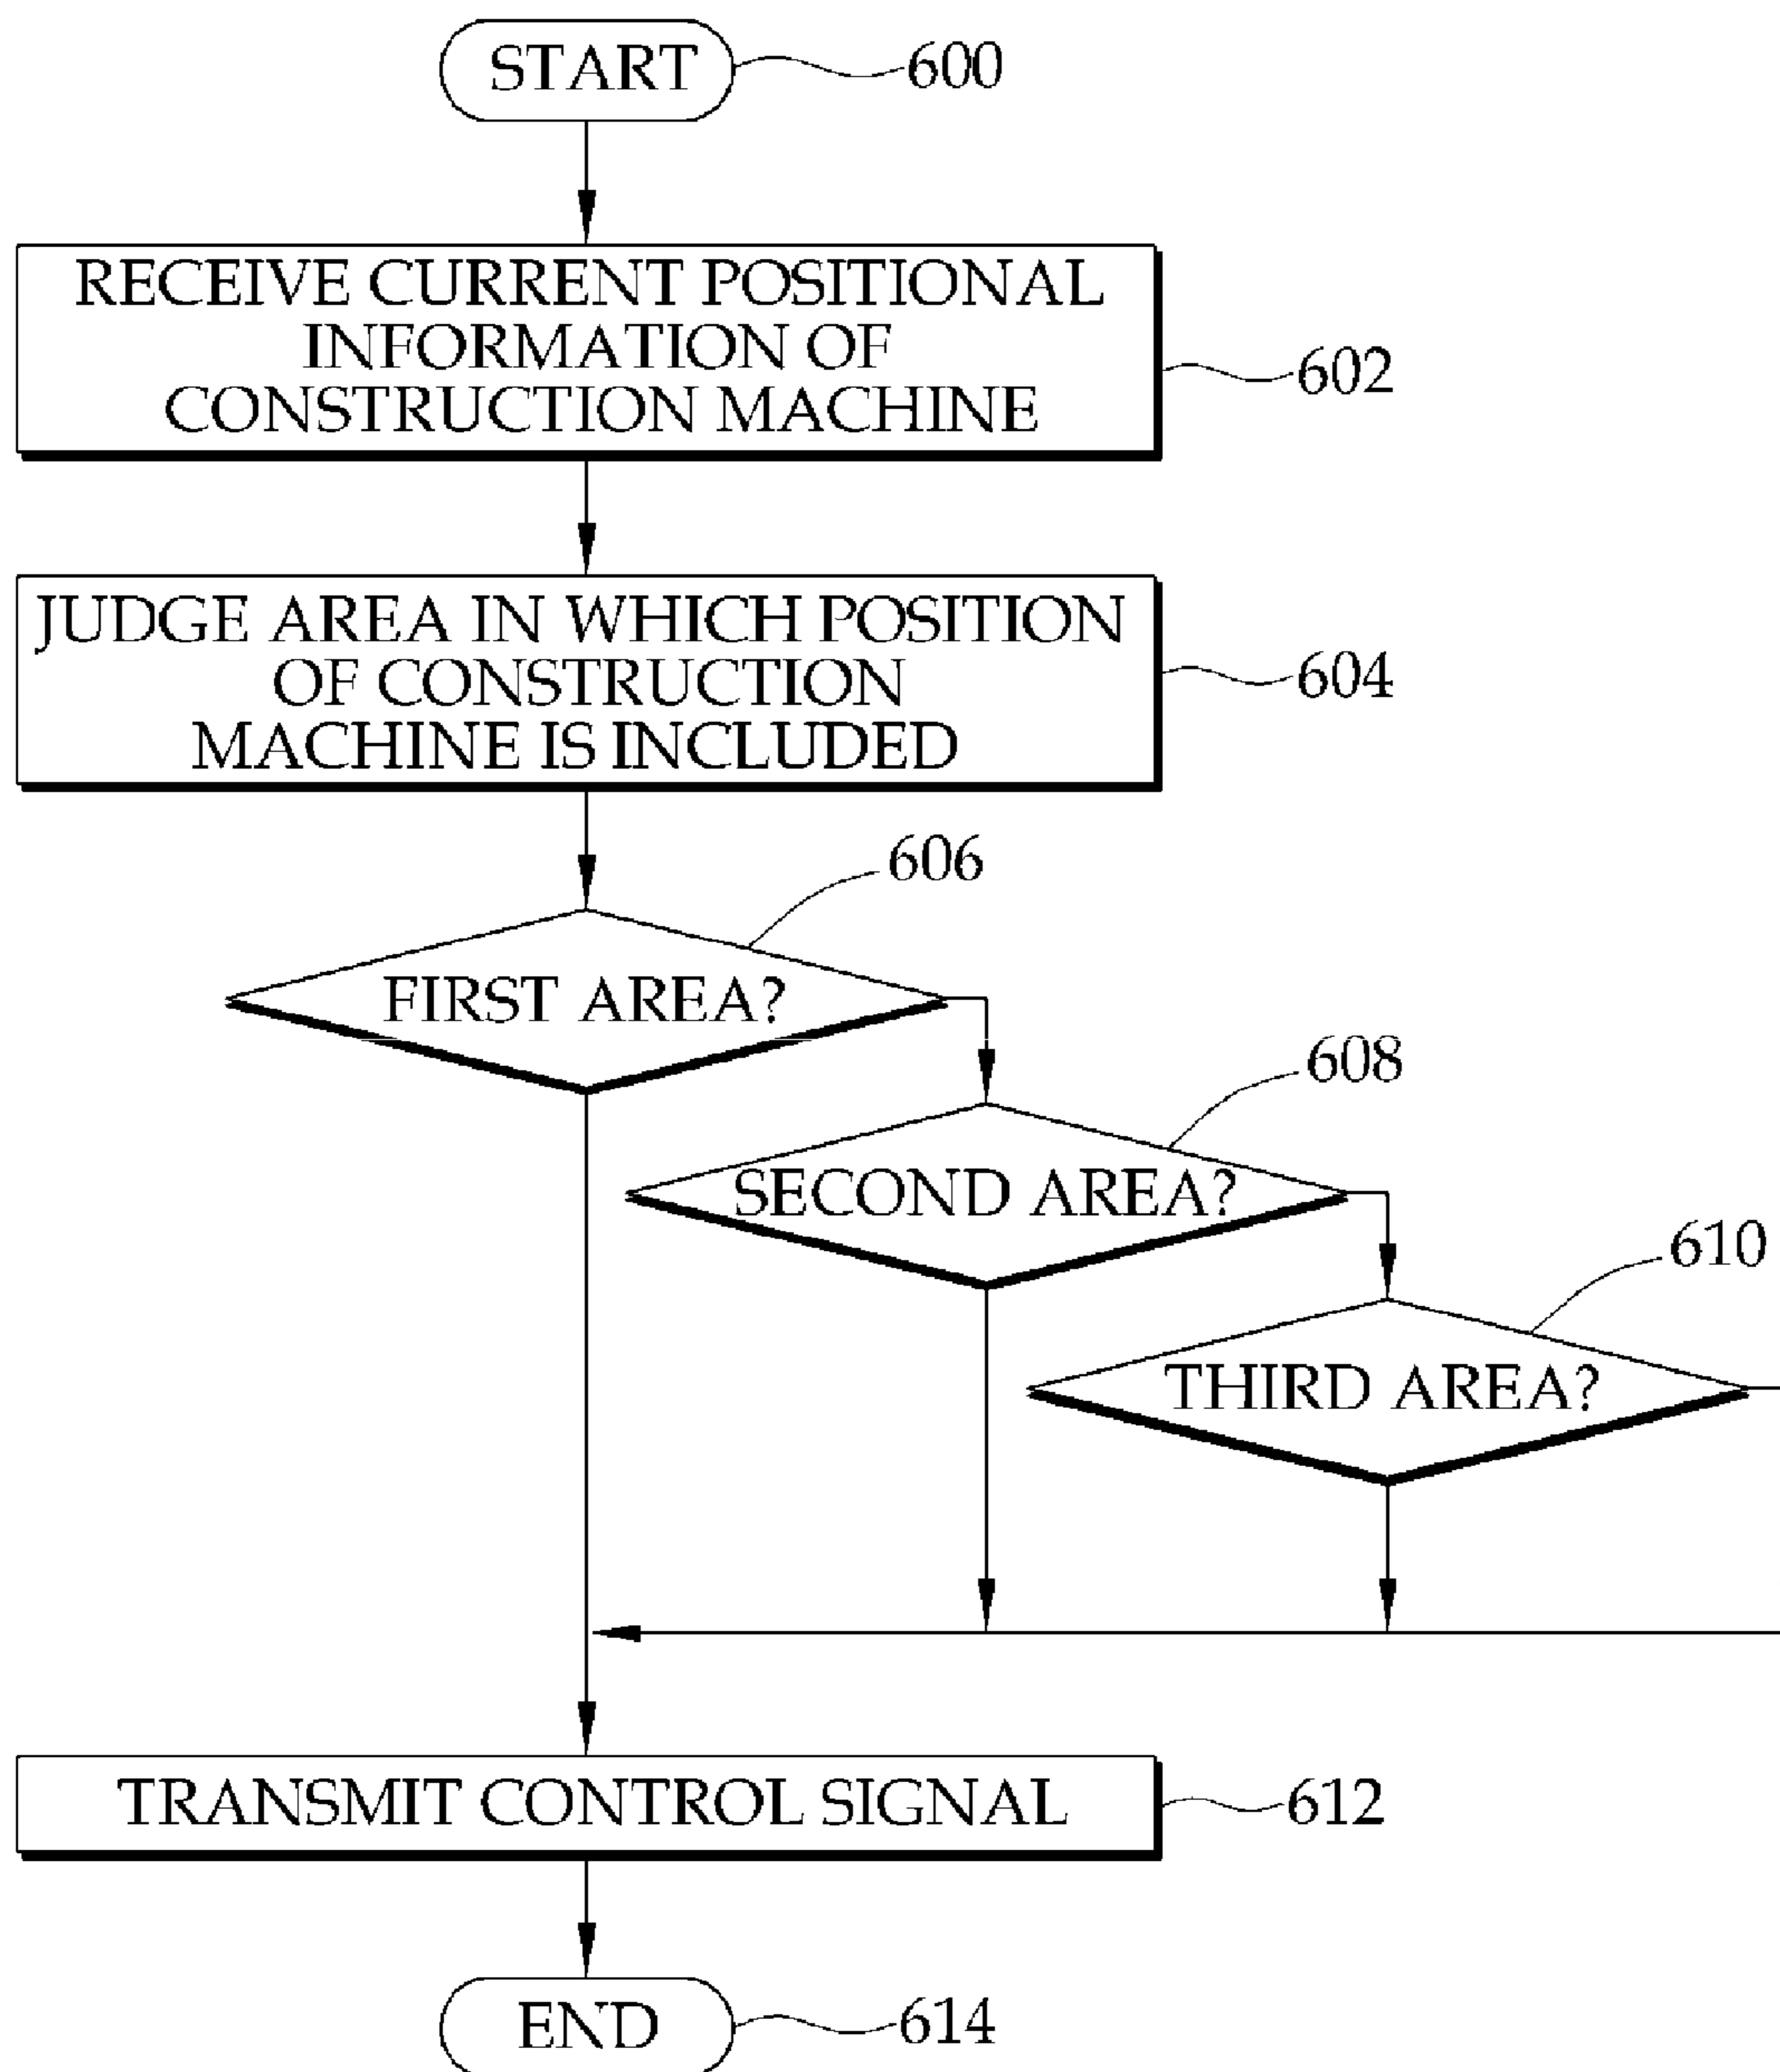 START
600
RECEIVE CURRENT POSITIONAL
INFORMATION OF
CONSTRUCTION MACHINE
602
JUDGE AREA IN WHICH POSITION
OF CONSTRUCTION
MACHINE IS INCLUDED
604
606
FIRST AREA?
608
SECOND AREA?
610
THIRD AREA?
TRANSMIT CONTROL SIGNAL
612
END
614